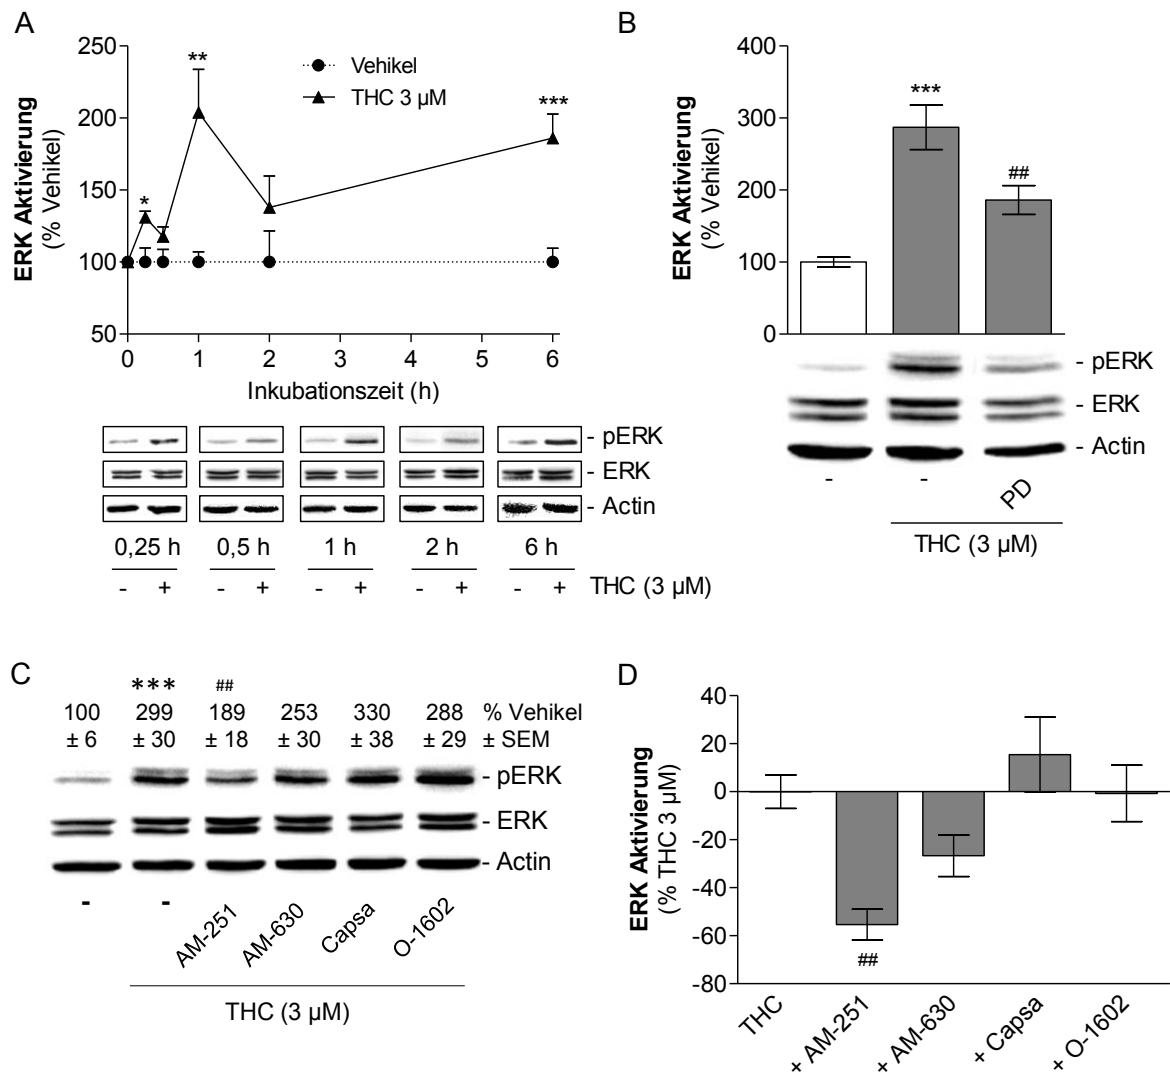 A
ERK Aktivierung
(% Vehikel)
250
200
150
100
50
**
*
***
Vehikel
THC 3 µM
0 1 2 3 4 5 6
Inkubationszeit (h)
- pERK
- ERK
- Actin
0,25 h 0,5 h 1 h 2 h 6 h
- + - + - + - + - + THC (3 µM)
B
ERK Aktivierung
(% Vehikel)
400
300
200
100
0
***
##
- pERK
- ERK
- Actin
- - PD
THC (3 µM)
C
*** ##
100 299 189 253 330 288 % Vehikel
± 6 ± 30 ± 18 ± 30 ± 38 ± 29 ± SEM
- pERK
- ERK
- Actin
- - AM-251 AM-630 Capsa O-1602
THC (3 µM)
D
ERK Aktivierung
(% THC 3 µM)
40
20
0
-20
-40
-60
-80
##
THC + AM-251 + AM-630 + Capsa + O-1602